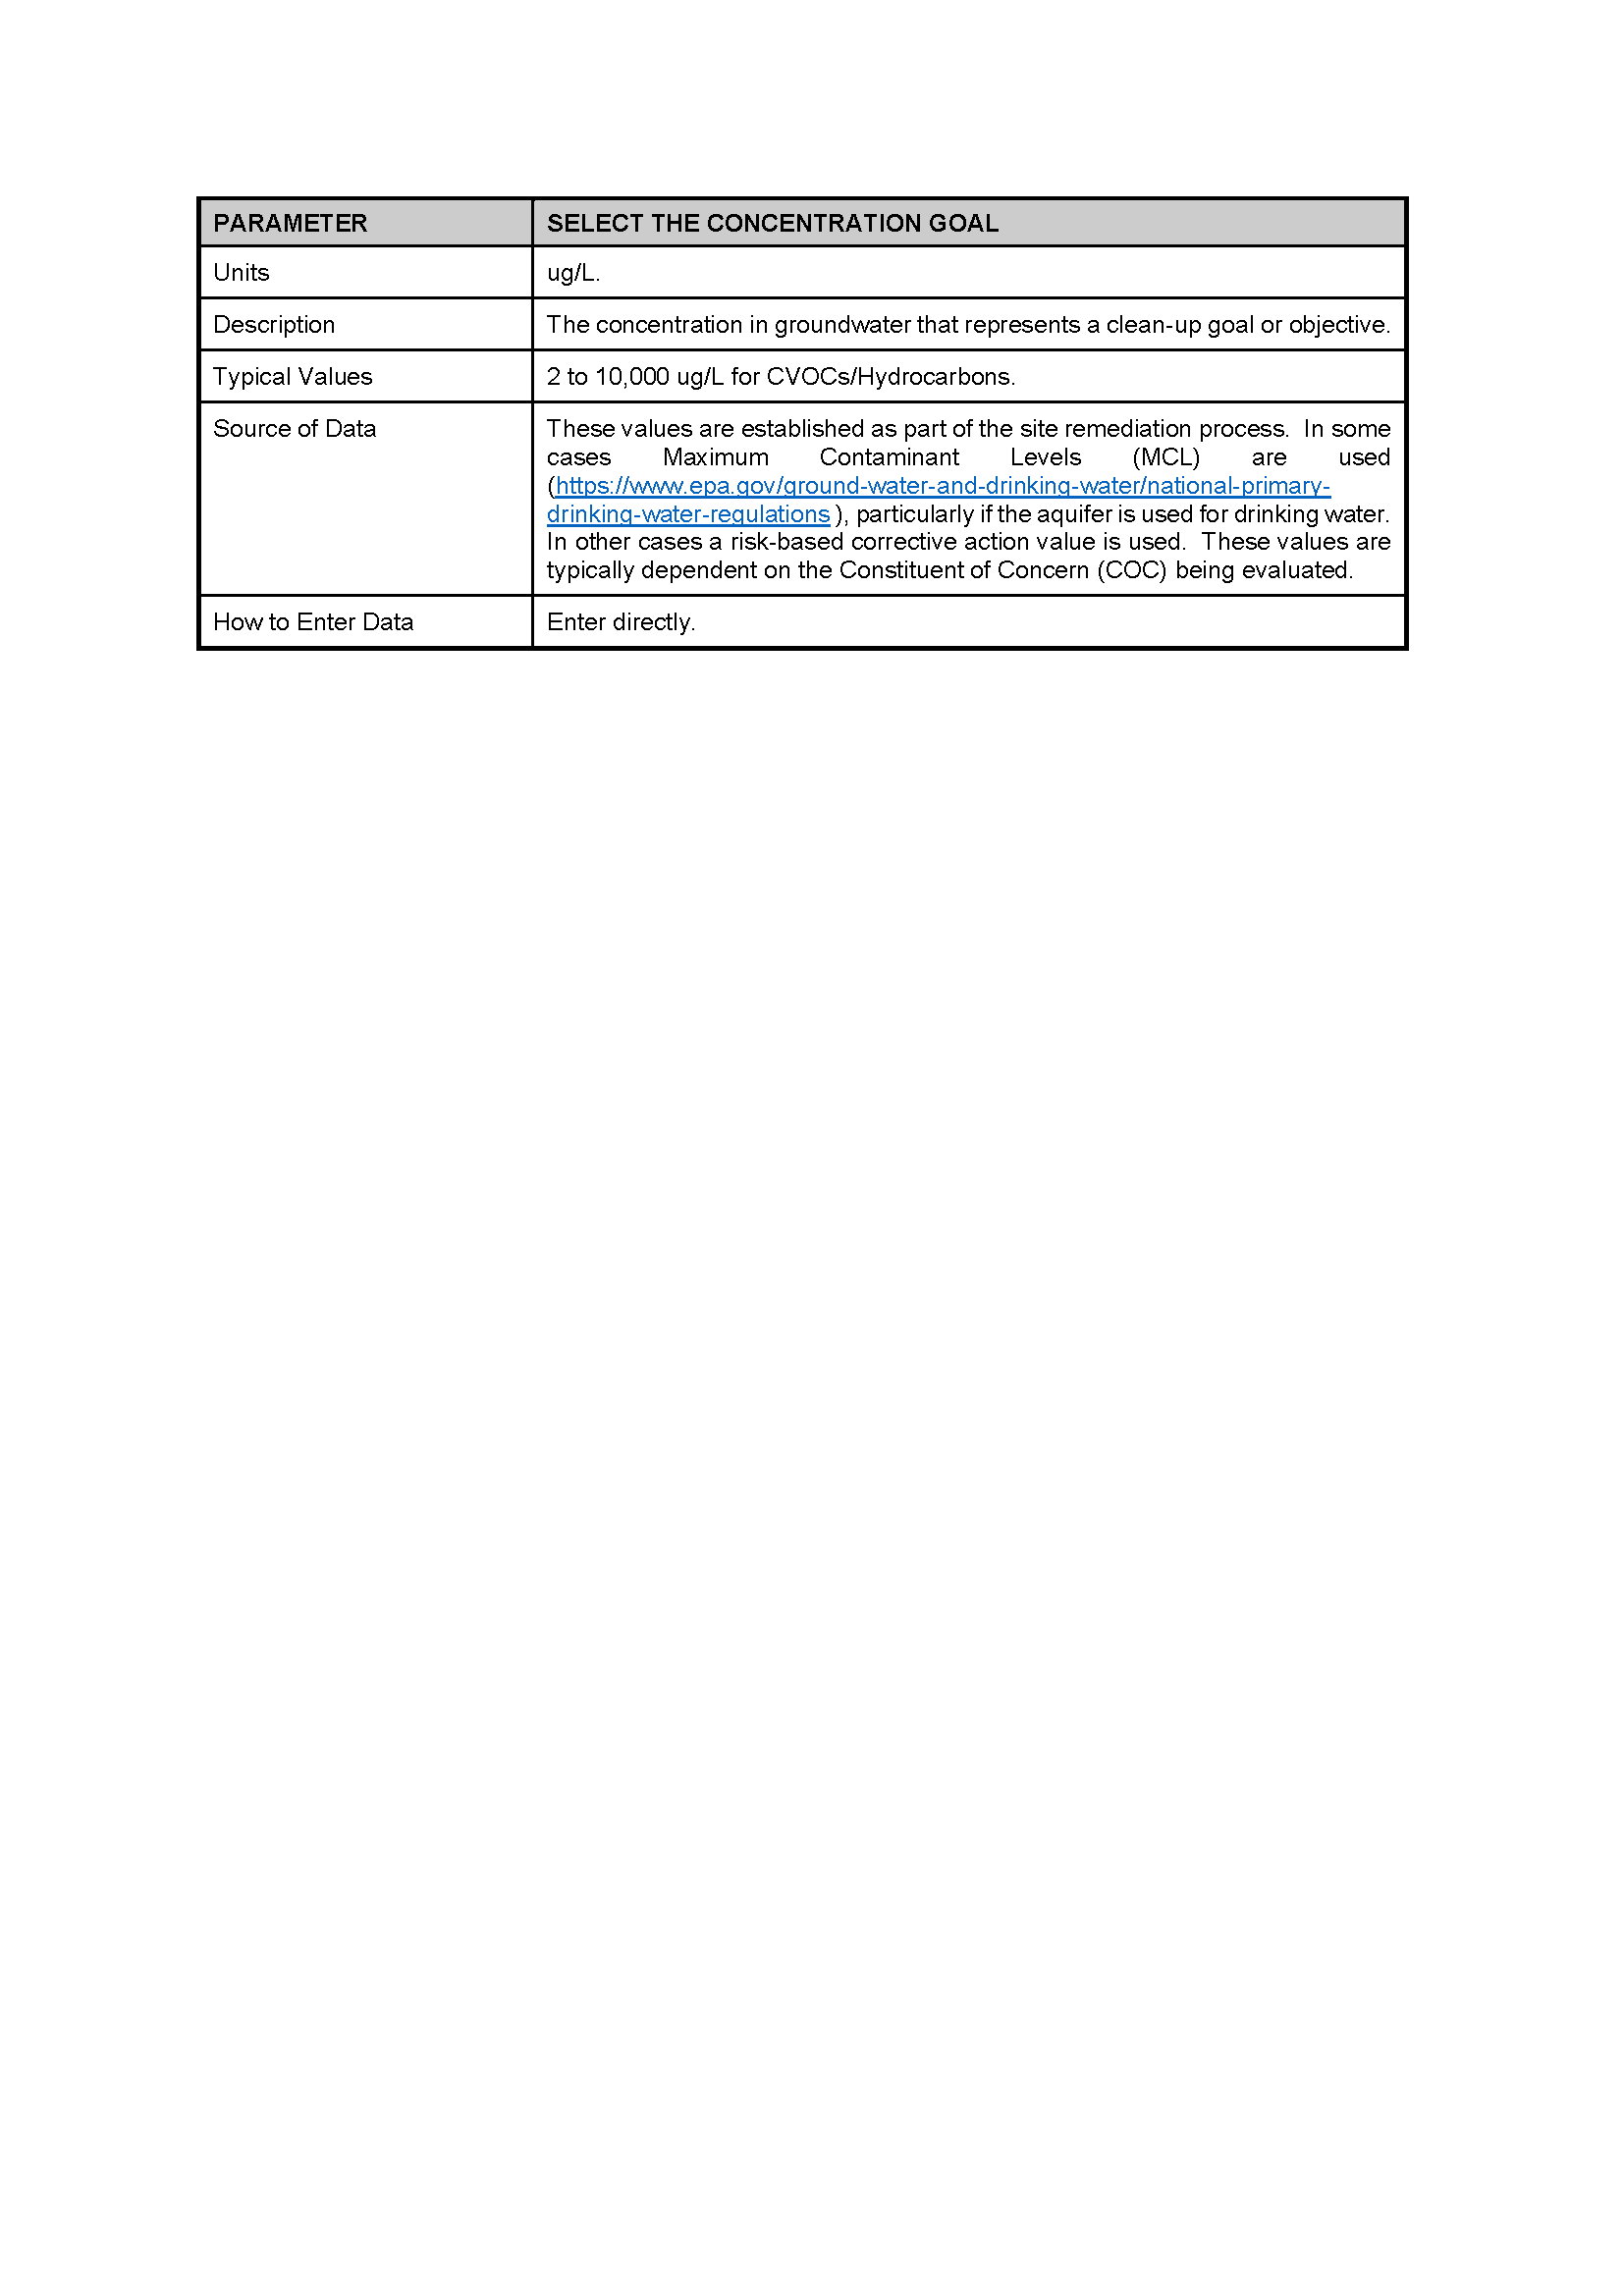 PARAMETER SELECT THE CONCENTRATION GOAL
Units ug/L.
Description The concentration in groundwater that represents a clean-up goal or objective.
Typical Values 2 to 10,000 ug/L for CVOCs/Hydrocarbons.
Source of Data These values are established as part of the site remediation process. In some
cases Maximum Contaminant Levels (MCL) are used
(https://www.epa.gov/ground-water-and-drinking-water/national-primary-
drinking-water-regulations ), particularly if the aquifer is used for drinking water.
In other cases a risk-based corrective action value is used. These values are
typically dependent on the Constituent of Concern (COC) being evaluated.
How to Enter Data Enter directly.